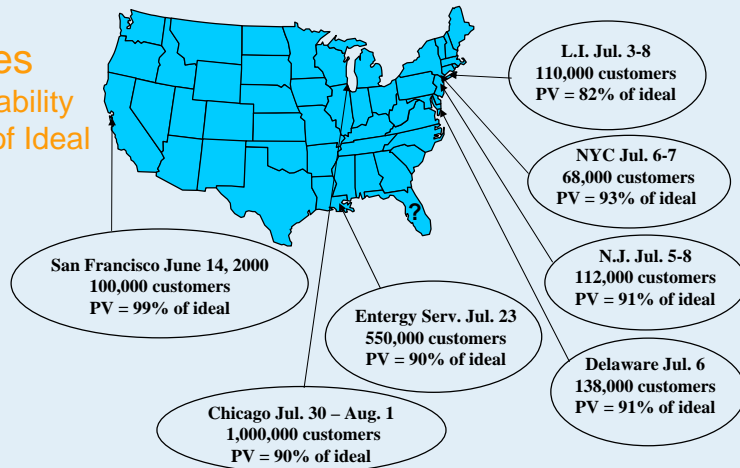 es
ability
of Ideal
L.I. Jul. 3-8
110,000 customers
PV = 82% of ideal
NYC Jul. 6-7
68,000 customers
PV = 93% of ideal
?
N.J. Jul. 5-8
112,000 customers
PV = 91% of ideal
San Francisco June 14, 2000
100,000 customers
PV = 99% of ideal
Entergy Serv. Jul. 23
550,000 customers
PV = 90% of ideal
Delaware Jul. 6
138,000 customers
PV = 91% of ideal
Chicago Jul. 30 – Aug. 1
1,000,000 customers
PV = 90% of ideal